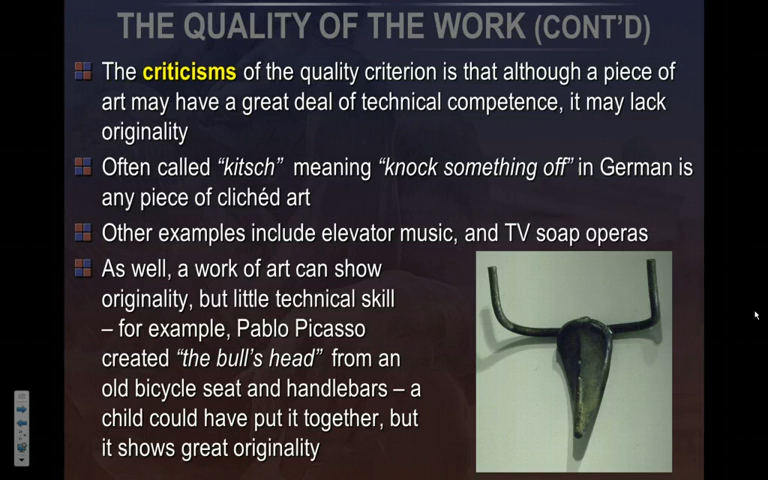 THE QUALITY OF THE WORK (CONT'D)
The criticisms of the quality criterion is that although a piece of
art may have a great deal of technical competence, it may lack
originality
Often called “kitsch” meaning “knock something off” in German is
any piece of clichéd art
Other examples include elevator music, and TV soap operas
As well, a work of art can show
originality, but little technical skill
– for example, Pablo Picasso
created “the bull’s head” from an
old bicycle seat and handlebars – a
child could have put it together, but
it shows great originality